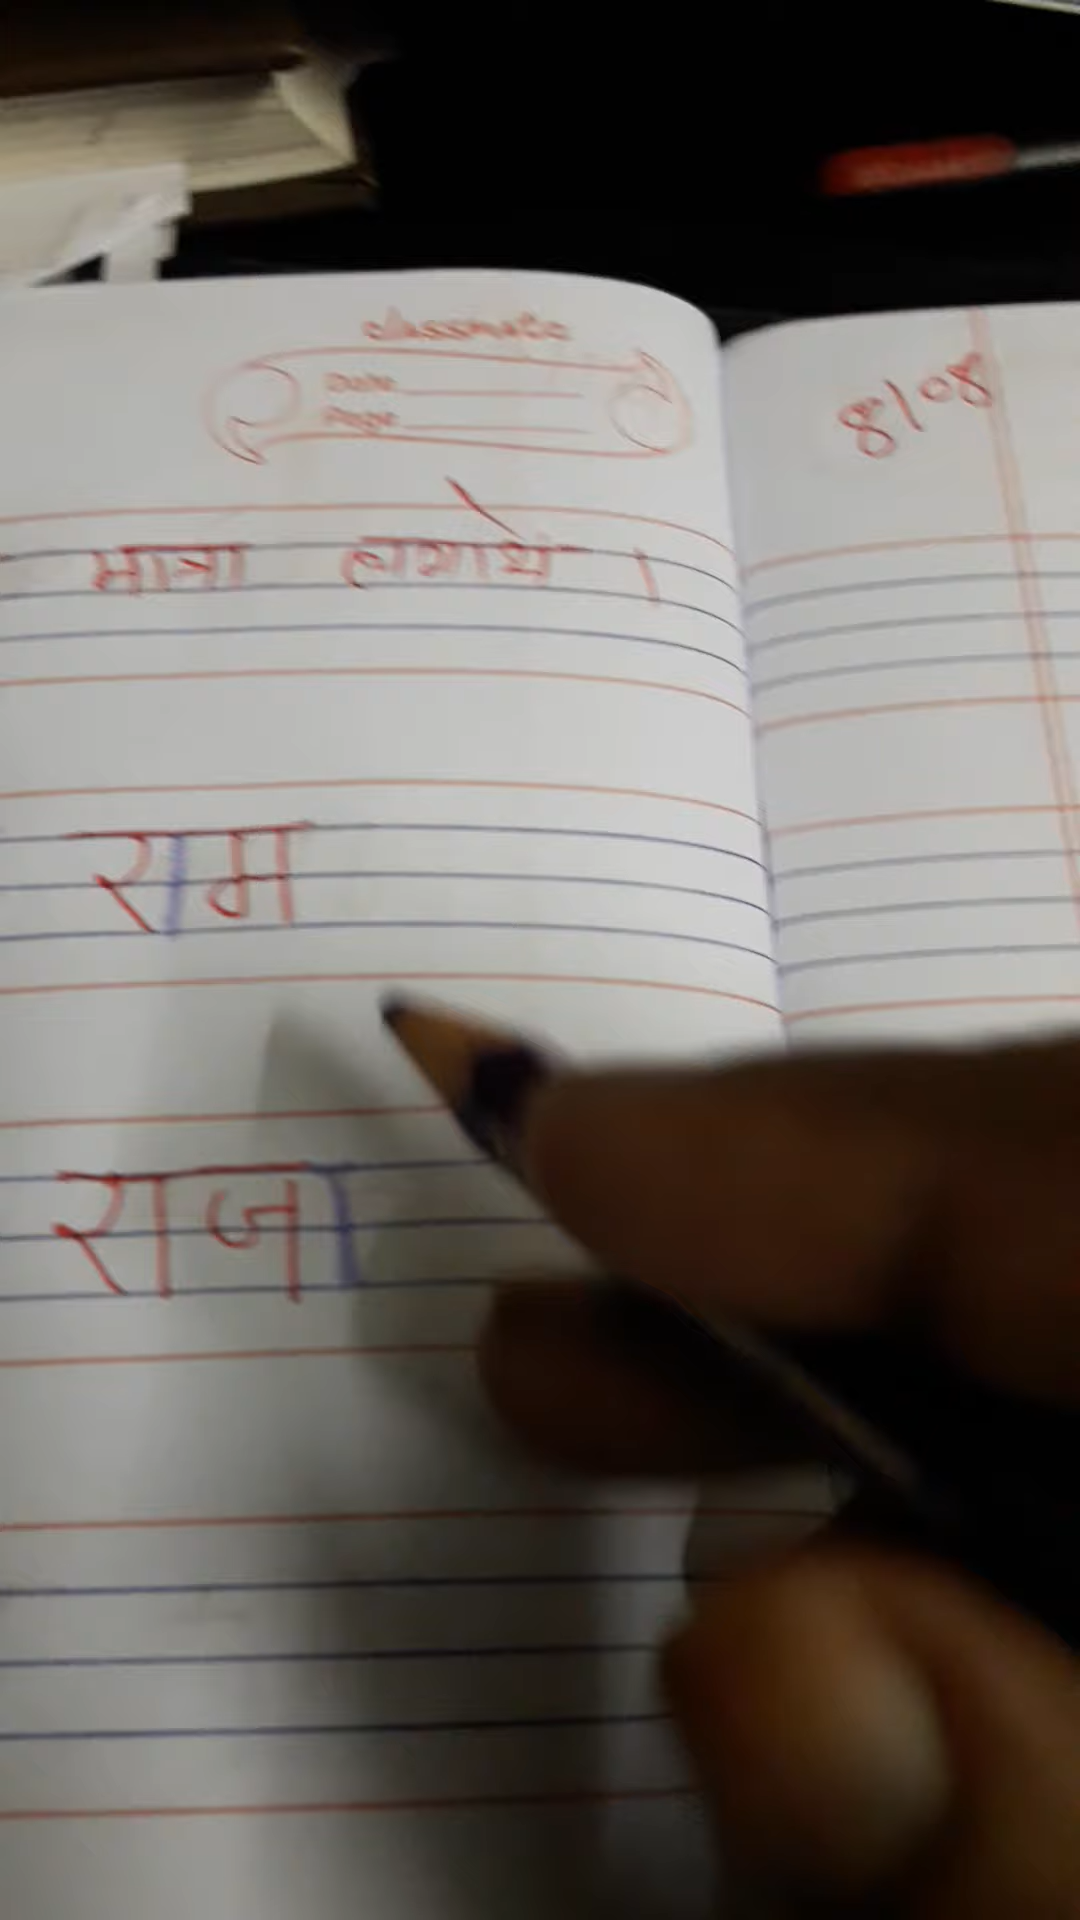 classmate
Date
Page
8/08
मात्रा लगाये ।
राम
राजा